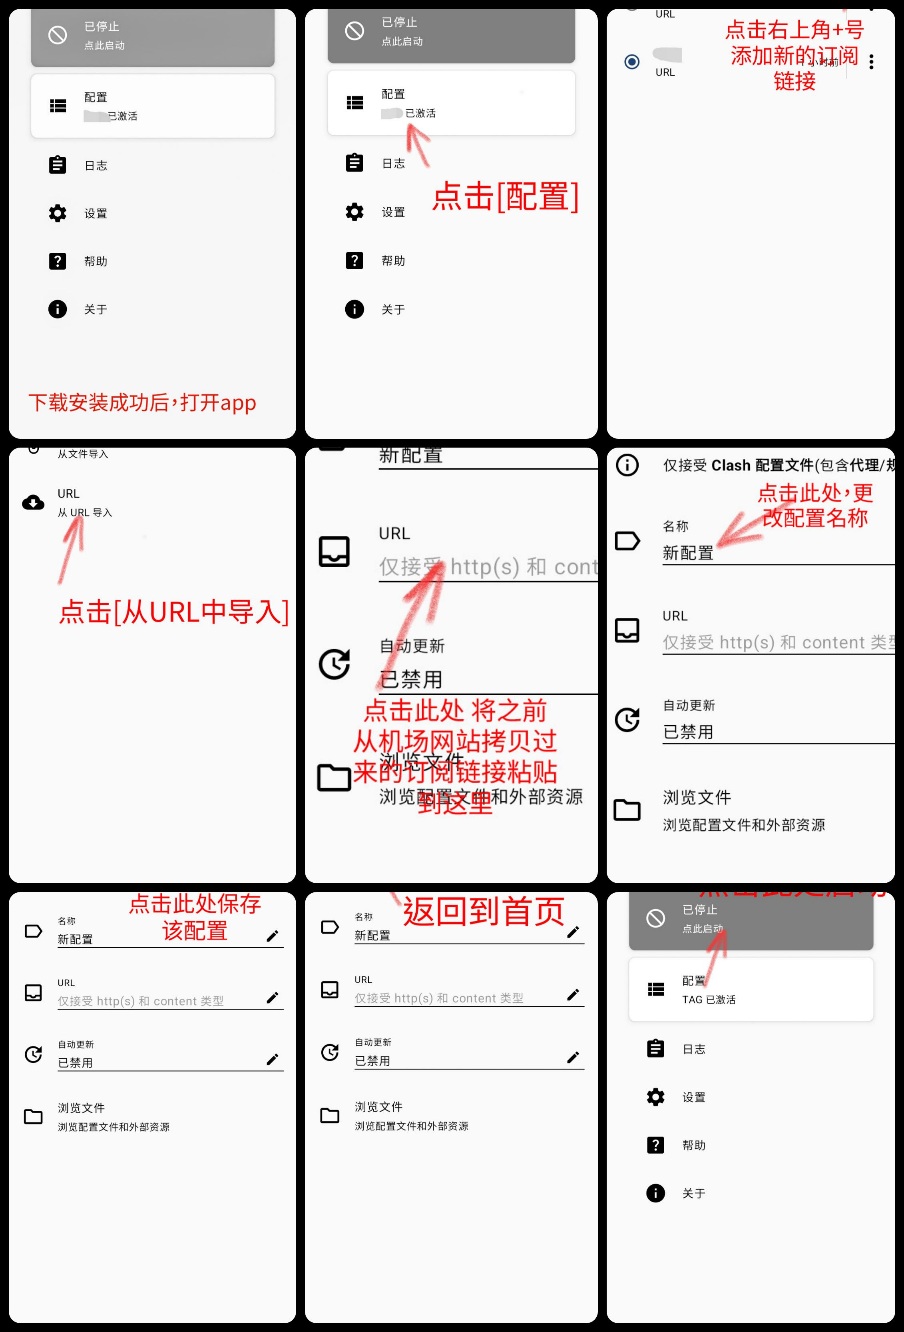 已停止
点此启动
配置
已激活
日志
设置
帮助
关于
下载安装成功后,打开app
已停止
点此启动
配置
已激活
点击[配置]
日志
设置
帮助
关于
URL
点击右上角+号
添加新的订阅
链接
URL
从文件导入
URL
从 URL 导入
点击[从URL中导入]
新配置
URL
仅接受 http(s) 和 cont
自动更新
已禁用
点击此处 将之前
从机场网站拷贝过
来的订阅链接粘贴
到这里
浏览文件
浏览配置文件和外部资源
仅接受 Clash 配置文件(包含代理/规
点击此处,更
改配置名称
名称
新配置
URL
仅接受 http(s) 和 content 类型
自动更新
已禁用
浏览文件
浏览配置文件和外部资源
点击此处保存
该配置
名称
新配置
URL
仅接受 http(s) 和 content 类型
自动更新
已禁用
浏览文件
浏览配置文件和外部资源
返回到首页
名称
新配置
URL
仅接受 http(s) 和 content 类型
自动更新
已禁用
浏览文件
浏览配置文件和外部资源
点击此处启动
已停止
点此启动
配置
TAG 已激活
日志
设置
帮助
关于